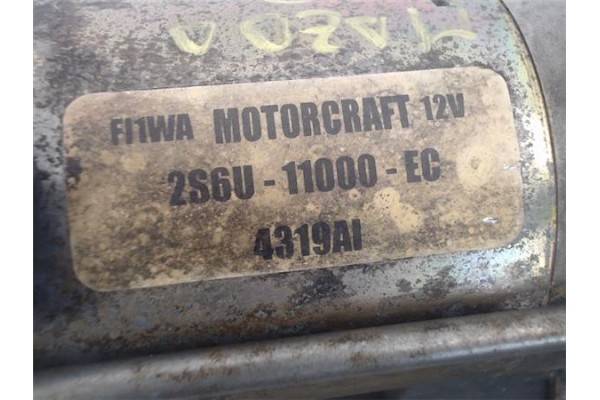 FI1WA MOTORCRAFT 12V
2S6U - 11000 - EC
4319AI